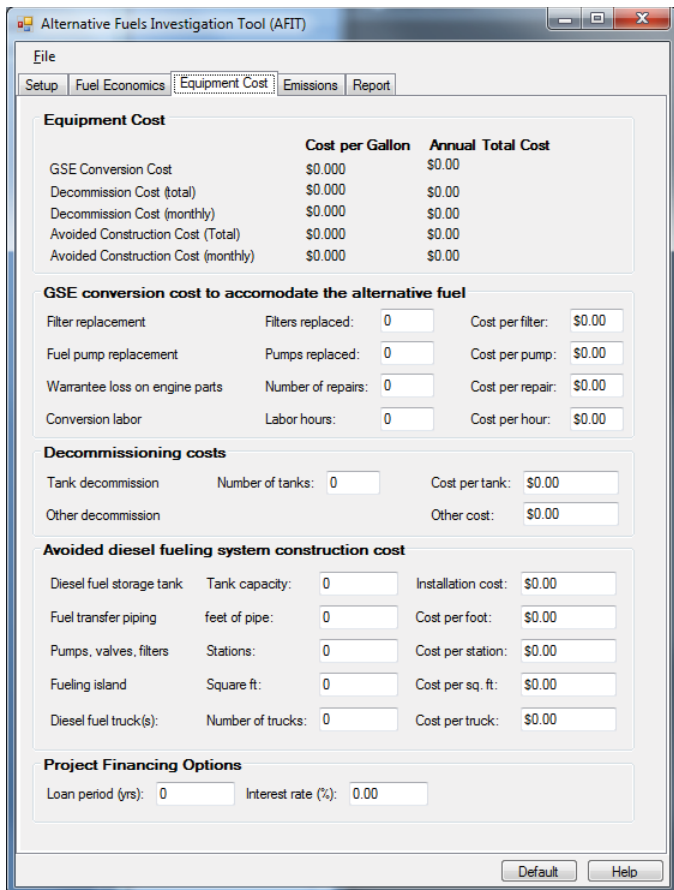 Alternative Fuels Investigation Tool (AFIT)
File
Setup Fuel Economics Equipment Cost Emissions Report
Equipment Cost
Cost per Gallon Annual Total Cost
GSE Conversion Cost $0.000 $0.00
Decommission Cost (total) $0.000 $0.00
Decommission Cost (monthly) $0.000 $0.00
Avoided Construction Cost (Total) $0.000 $0.00
Avoided Construction Cost (monthly) $0.000 $0.00
GSE conversion cost to accomodate the alternative fuel
Filter replacement Filters replaced: 0 Cost per filter: $0.00
Fuel pump replacement Pumps replaced: 0 Cost per pump: $0.00
Warrantee loss on engine parts Number of repairs: 0 Cost per repair: $0.00
Conversion labor Labor hours: 0 Cost per hour: $0.00
Decommissioning costs
Tank decommission Number of tanks: 0 Cost per tank: $0.00
Other decommission Other cost: $0.00
Avoided diesel fueling system construction cost
Diesel fuel storage tank Tank capacity: 0 Installation cost: $0.00
Fuel transfer piping feet of pipe: 0 Cost per foot: $0.00
Pumps, valves, filters Stations: 0 Cost per station: $0.00
Fueling island Square ft: 0 Cost per sq. ft: $0.00
Diesel fuel truck(s): Number of trucks: 0 Cost per truck: $0.00
Project Financing Options
Loan period (yrs): 0 Interest rate (%): 0.00
Default Help